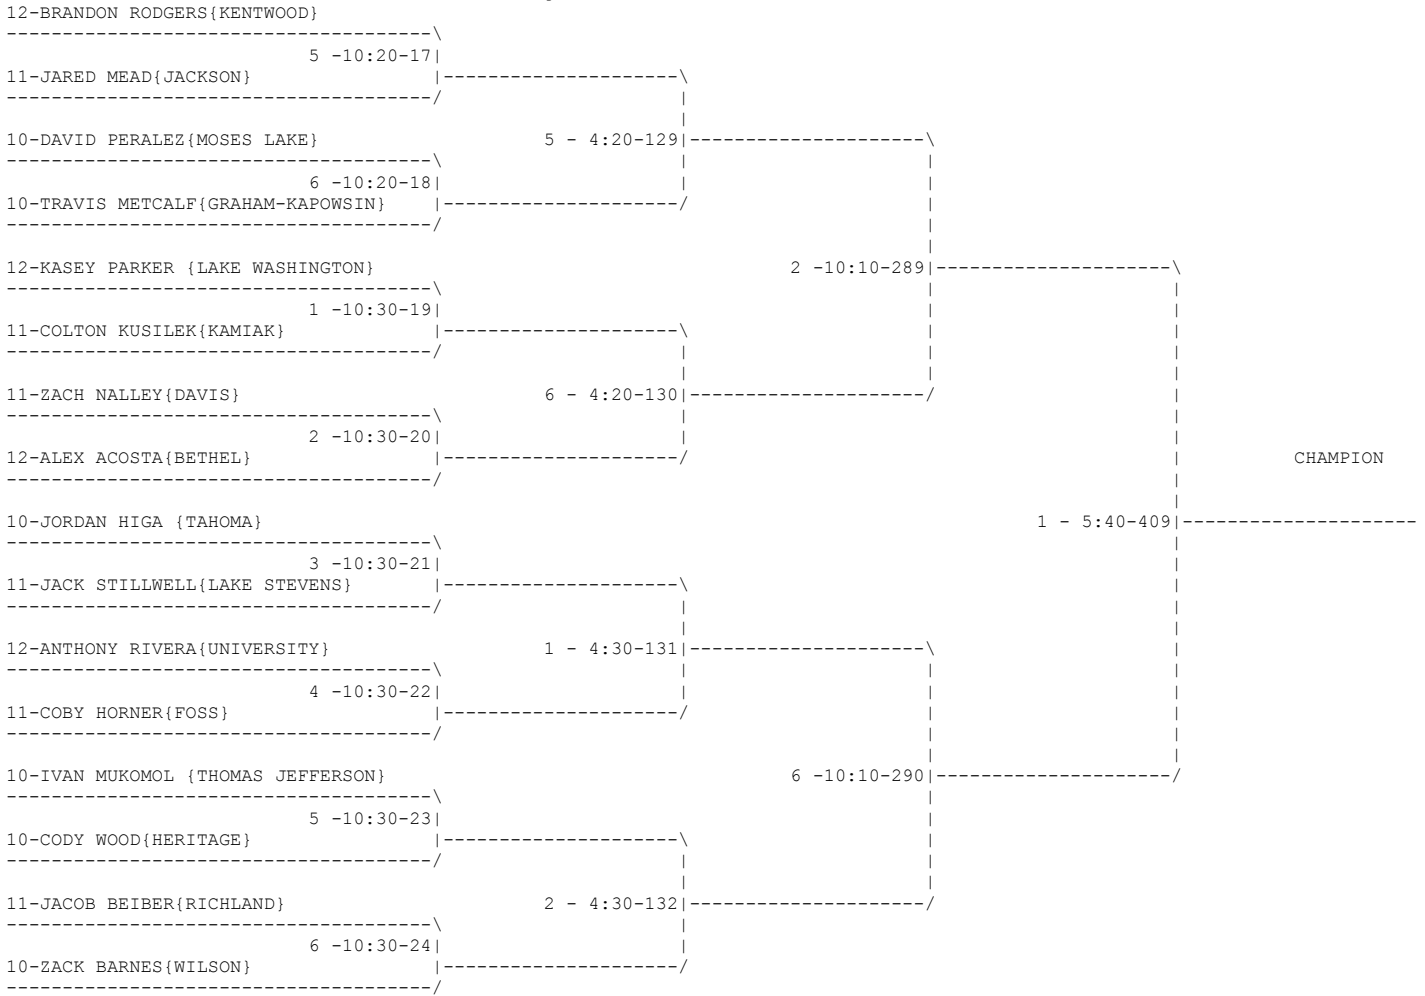 12-BRANDON RODGERS{KENTWOOD}
5 -10:20-17
11-JARED MEAD{JACKSON}
10-DAVID PERALEZ{MOSES LAKE} 5 - 4:20-129
6 -10:20-18
10-TRAVIS METCALF{GRAHAM-KAPOWSIN}
12-KASEY PARKER {LAKE WASHINGTON} 2 -10:10-289
1 -10:30-19
11-COLTON KUSILEK{KAMIAK}
11-ZACH NALLEY{DAVIS} 6 - 4:20-130
2 -10:30-20
12-ALEX ACOSTA{BETHEL} CHAMPION
10-JORDAN HIGA {TAHOMA} 1 - 5:40-409
3 -10:30-21
11-JACK STILLWELL{LAKE STEVENS}
12-ANTHONY RIVERA{UNIVERSITY} 1 - 4:30-131
4 -10:30-22
11-COBY HORNER{FOSS}
10-IVAN MUKOMOL {THOMAS JEFFERSON} 6 -10:10-290
5 -10:30-23
10-CODY WOOD{HERITAGE}
11-JACOB BEIBER{RICHLAND} 2 - 4:30-132
6 -10:30-24
10-ZACK BARNES{WILSON}